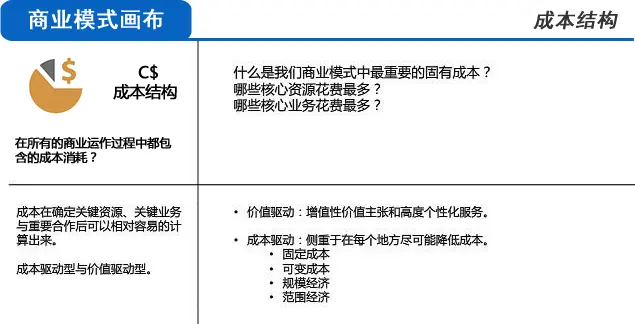 商业模式画布
成本结构
$
C$
成本结构
在所有的商业运作过程中都包
含的成本消耗？
什么是我们商业模式中最重要的固有成本？
哪些核心资源花费最多？
哪些核心业务花费最多？
成本在确定关键资源、关键业务
与重要合作后可以相对容易的计
算出来。
成本驱动型与价值驱动型。
• 价值驱动：增值性价值主张和高度个性化服务。
• 成本驱动：侧重于在每个地方尽可能降低成本。
• 固定成本
• 可变成本
• 规模经济
• 范围经济